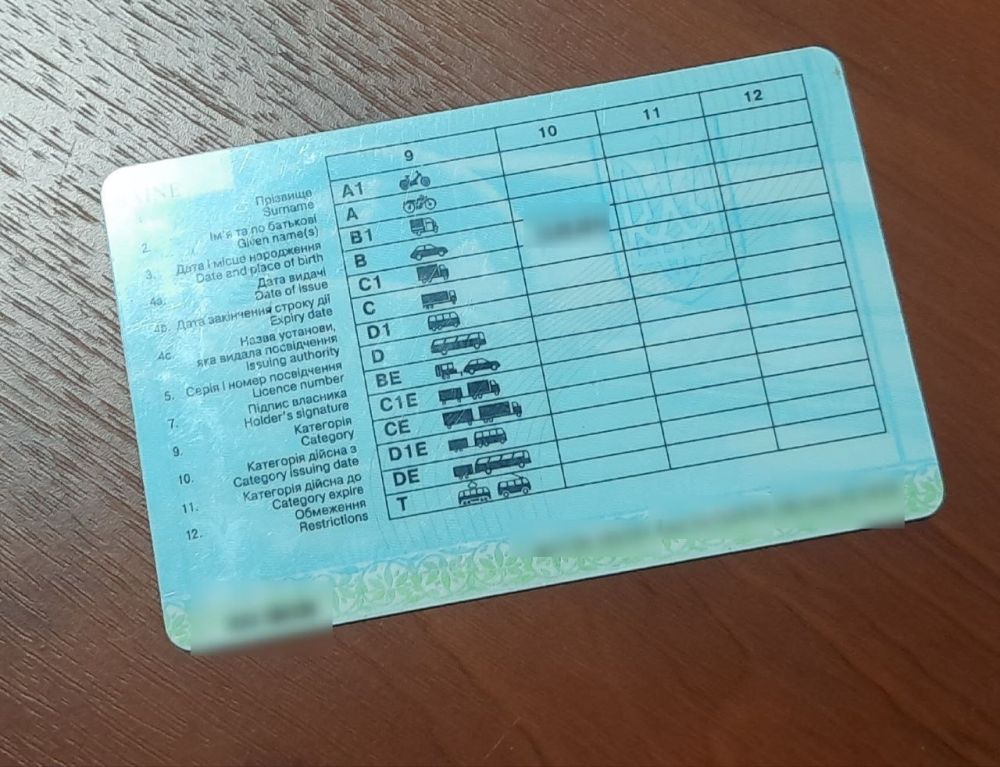 9 10 11 12
Прізвище
Surname
2. Ім'я та по батькові
Given name(s)
3. Дата і місце народження
Date and place of birth
4a. Дата видачі
Date of issue
4b. Дата закінчення строку дії
Expiry date
4c. Назва установи,
яка видала посвідчення
Issuing authority
5. Серія і номер посвідчення
Licence number
7. Підпис власника
Holder's signature
9. Категорія
Category
10. Категорія дійсна з
Category issuing date
11. Категорія дійсна до
Category expire
12. Обмеження
Restrictions
A1
A
B1
B
C1
C
D1
D
BE
C1E
CE
D1E
DE
T